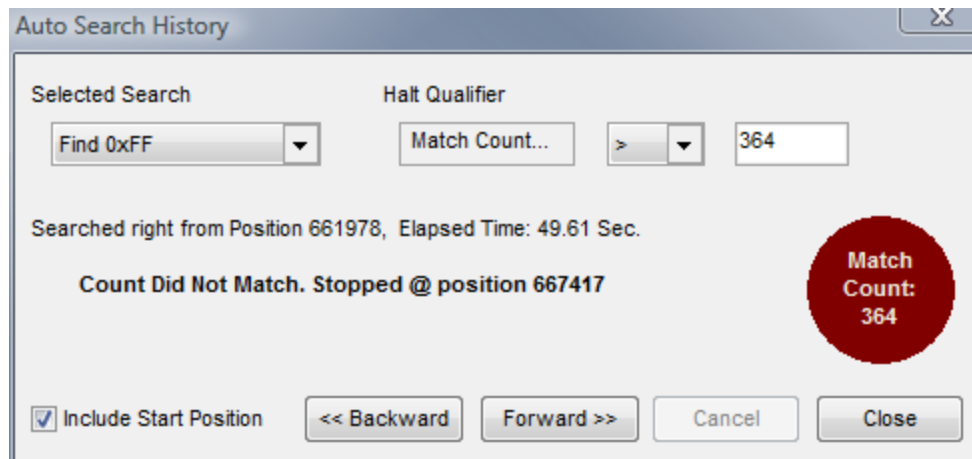 Auto Search History
Selected Search
Halt Qualifier
Find 0xFF
Match Count...
>
364
Searched right from Position 661978, Elapsed Time: 49.61 Sec.
Count Did Not Match. Stopped @ position 667417
Match
Count:
364
Include Start Position
<< Backward
Forward >>
Cancel
Close